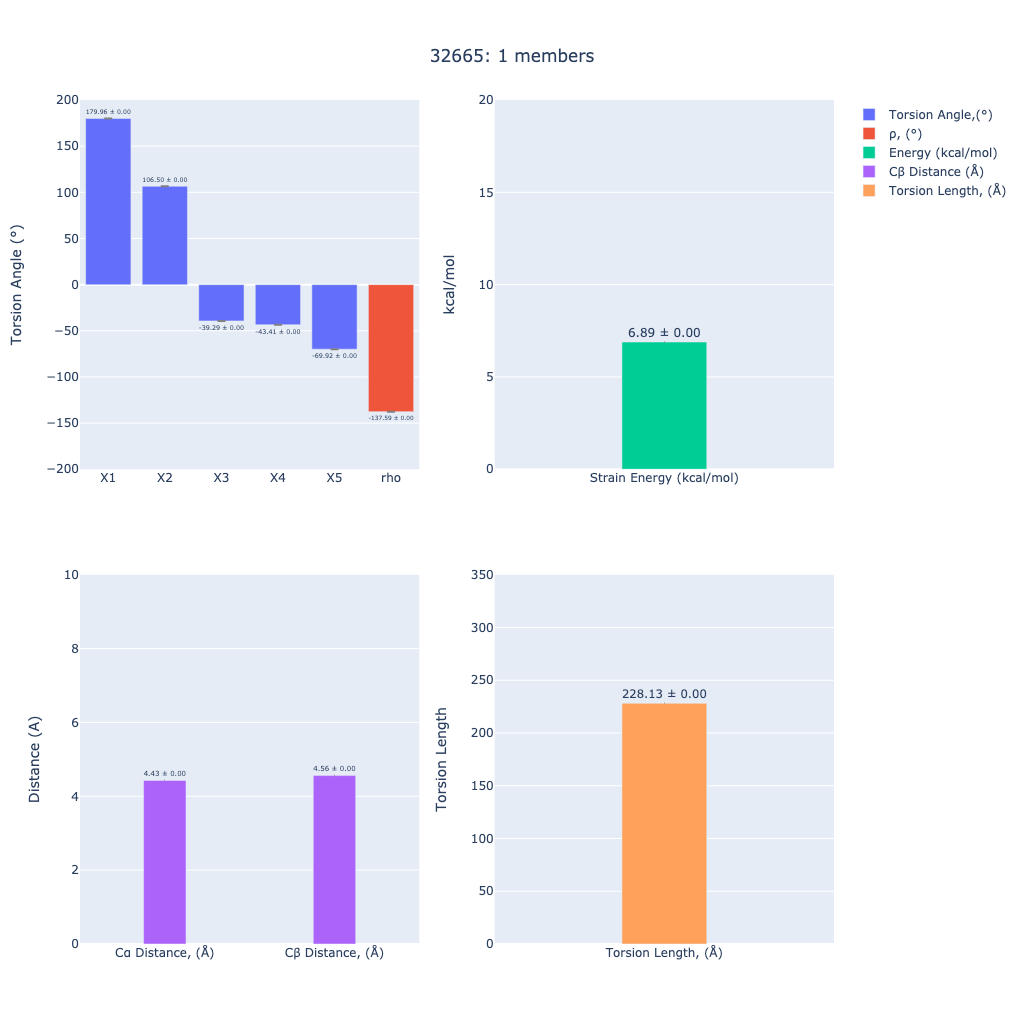 32665: 1 members
Torsion Angle (°)
200
150
100
50
0
−50
−100
−150
−200
179.96 ± 0.00
106.50 ± 0.00
-39.29 ± 0.00
-43.41 ± 0.00
-69.92 ± 0.00
-137.59 ± 0.00
X1 X2 X3 X4 X5 rho
kcal/mol
20
15
10
5
0
6.89 ± 0.00
Strain Energy (kcal/mol)
Torsion Angle,(°)
ρ, (°)
Energy (kcal/mol)
Cβ Distance (Å)
Torsion Length, (Å)
Distance (A)
10
8
6
4
2
0
4.43 ± 0.00
4.56 ± 0.00
Cα Distance, (Å) Cβ Distance, (Å)
Torsion Length
350
300
250
200
150
100
50
0
228.13 ± 0.00
Torsion Length, (Å)